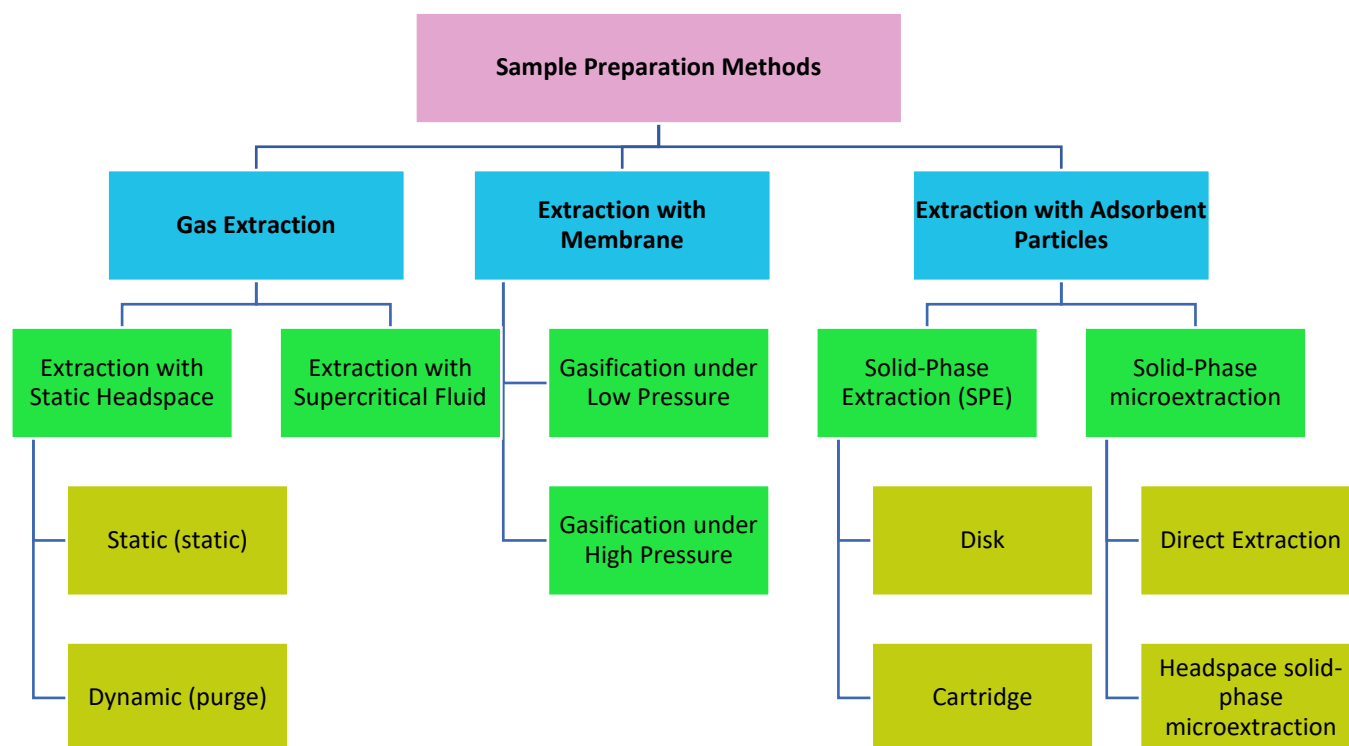 Sample Preparation Methods
Gas Extraction
Extraction with
Membrane
Extraction with Adsorbent
Particles
Extraction with
Static Headspace
Extraction with
Supercritical Fluid
Gasification under
Low Pressure
Solid-Phase
Extraction (SPE)
Solid-Phase
microextraction
Static (static)
Gasification under
High Pressure
Disk
Direct Extraction
Dynamic (purge)
Cartridge
Headspace solid-
phase
microextraction